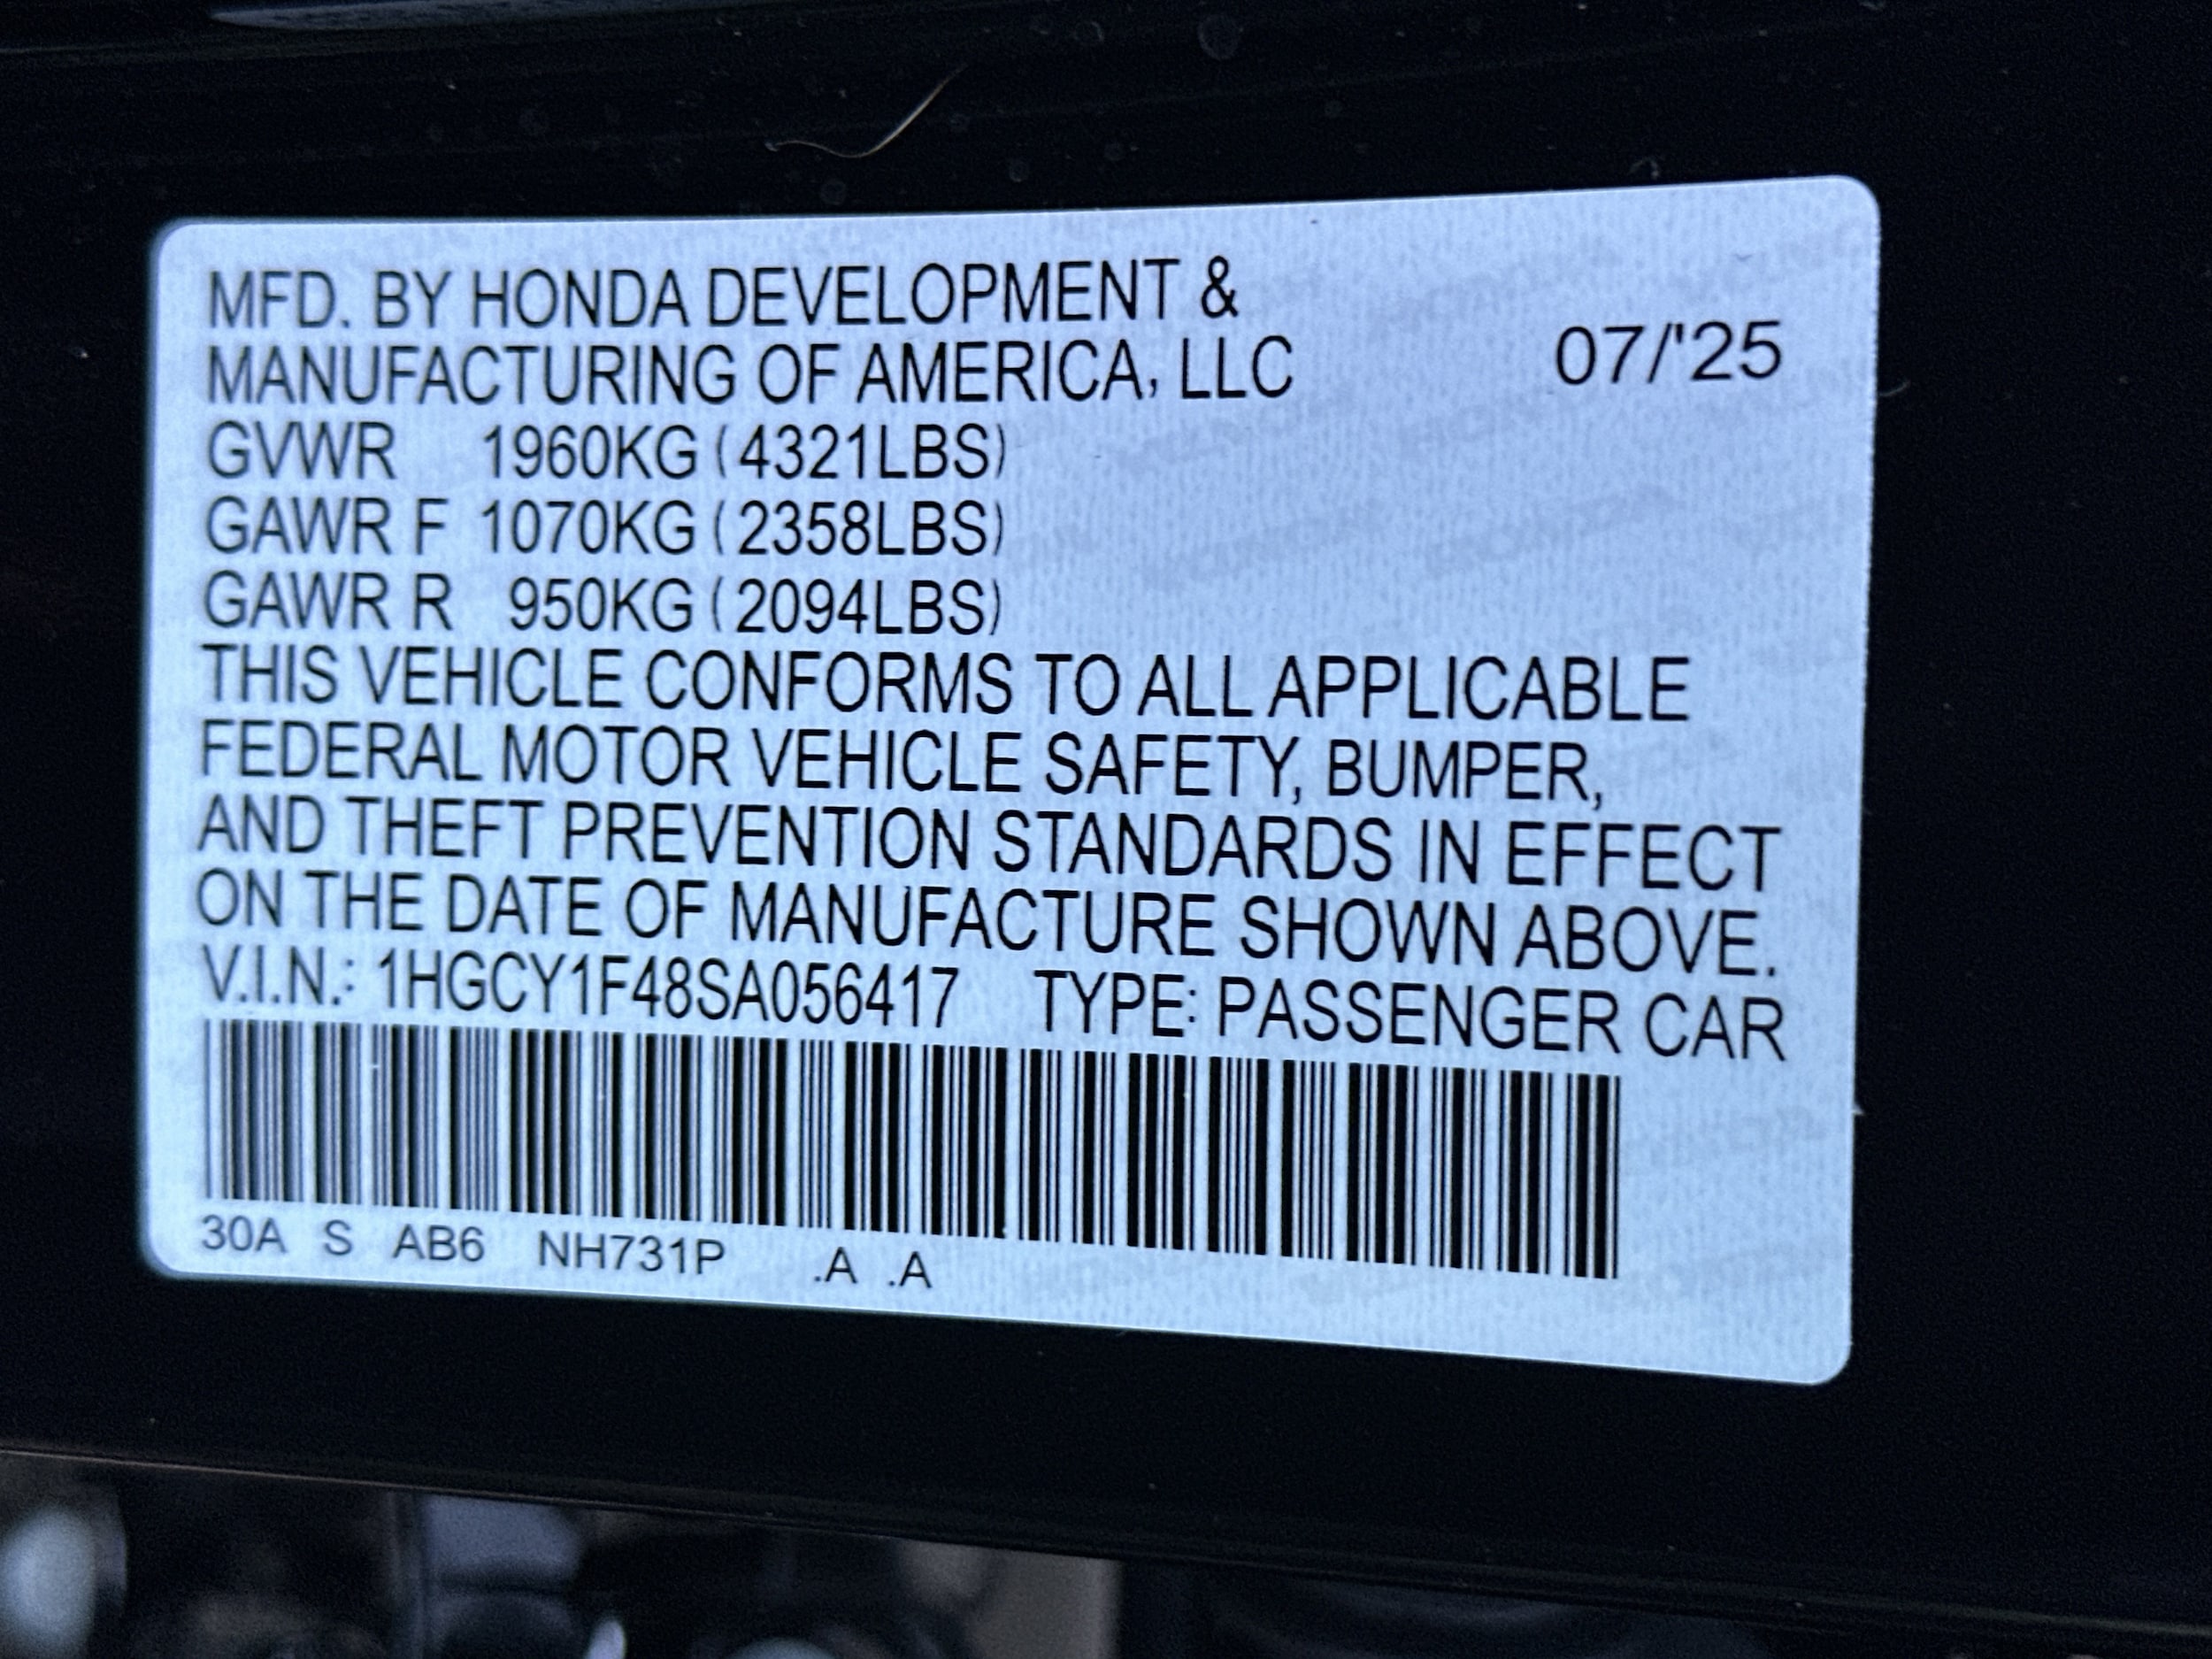 MFD. BY HONDA DEVELOPMENT &
MANUFACTURING OF AMERICA, LLC 07/'25
GVWR 1960KG (4321LBS)
GAWR F 1070KG (2358LBS)
GAWR R 950KG (2094LBS)
THIS VEHICLE CONFORMS TO ALL APPLICABLE
FEDERAL MOTOR VEHICLE SAFETY, BUMPER,
AND THEFT PREVENTION STANDARDS IN EFFECT
ON THE DATE OF MANUFACTURE SHOWN ABOVE.
V.I.N.: 1HGCY1F48SA056417 TYPE: PASSENGER CAR
30A S AB6 NH731P .A .A